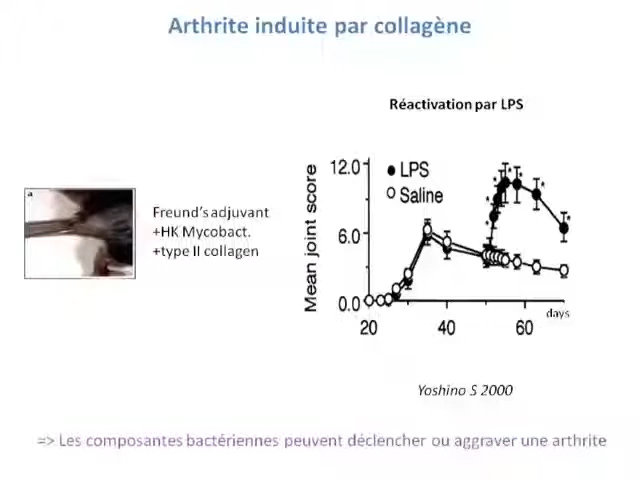 Arthrite induite par collagène
Réactivation par LPS
a
Freund's adjuvant
+HK Mycobact.
+type II collagen
Mean joint score
12.0
6.0
0.0
LPS
Saline
20
40
60
days
Yoshino S 2000
=> Les composantes bactériennes peuvent déclencher ou aggraver une arthrite